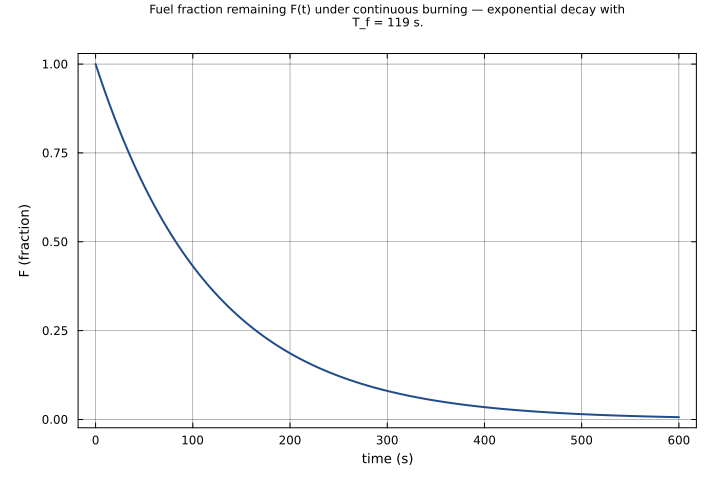 Fuel fraction remaining F(t) under continuous burning — exponential decay with
T_f = 119 s.
1.00
0.75
0.50
0.25
0.00
F (fraction)
0 100 200 300 400 500 600
time (s)